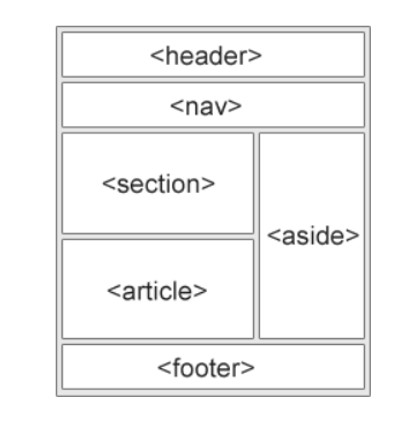 <header>
<nav>
<section>
<aside>
<article>
<footer>